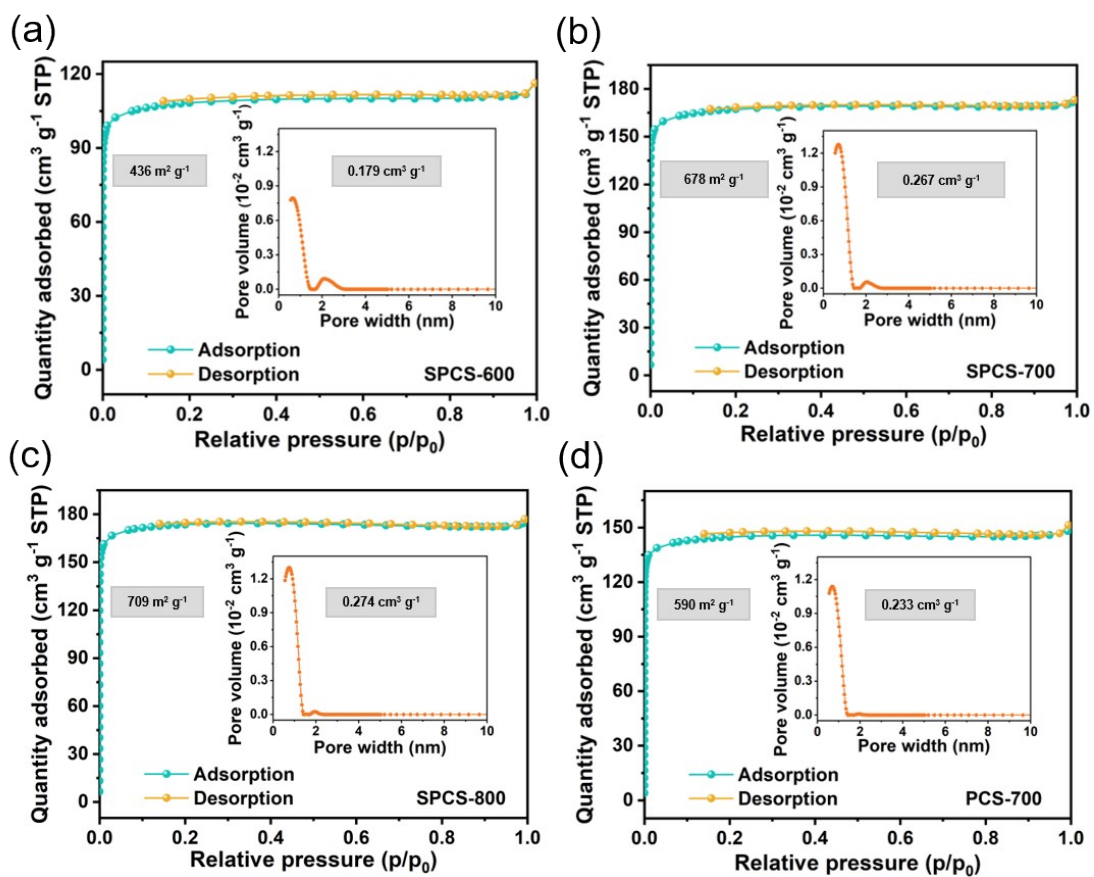 (a)
Quantity adsorbed (cm³ g⁻¹ STP)
120
90
60
30
0
436 m² g⁻¹
Pore volume (10⁻² cm³ g⁻¹)
1.2
0.9
0.6
0.3
0.0
0.179 cm³ g⁻¹
0 2 4 6 8 10
Pore width (nm)
Adsorption
Desorption
SPCS-600
0.0 0.2 0.4 0.6 0.8 1.0
Relative pressure (p/p₀)
(b)
Quantity adsorbed (cm³ g⁻¹ STP)
180
150
120
90
60
30
0
678 m² g⁻¹
Pore volume (10⁻² cm³ g⁻¹)
1.2
0.9
0.6
0.3
0.0
0.267 cm³ g⁻¹
0 2 4 6 8 10
Pore width (nm)
Adsorption
Desorption
SPCS-700
0.0 0.2 0.4 0.6 0.8 1.0
Relative pressure (p/p₀)
(c)
Quantity adsorbed (cm³ g⁻¹ STP)
180
150
120
90
60
30
0
709 m² g⁻¹
Pore volume (10⁻² cm³ g⁻¹)
1.2
0.9
0.6
0.3
0.0
0.274 cm³ g⁻¹
0 2 4 6 8 10
Pore width (nm)
Adsorption
Desorption
SPCS-800
0.0 0.2 0.4 0.6 0.8 1.0
Relative pressure (p/p₀)
(d)
Quantity adsorbed (cm³ g⁻¹ STP)
150
120
90
60
30
0
590 m² g⁻¹
Pore volume (10⁻² cm³ g⁻¹)
1.2
0.9
0.6
0.3
0.0
0.233 cm³ g⁻¹
0 2 4 6 8 10
Pore width (nm)
Adsorption
Desorption
PCS-700
0.0 0.2 0.4 0.6 0.8 1.0
Relative pressure (p/p₀)